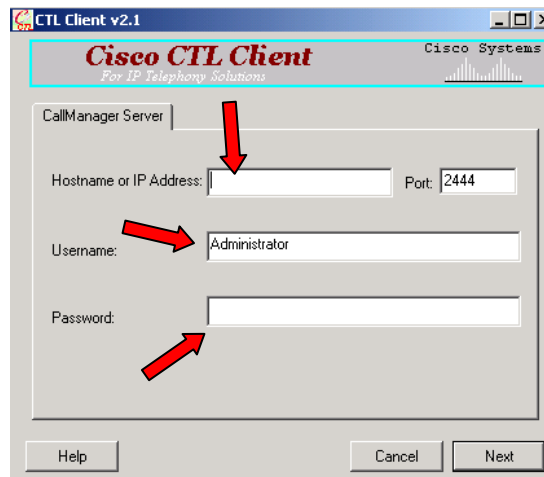 CTL Client v2.1
Cisco CTL Client
For IP Telephony Solutions
Cisco Systems
CallManager Server
Hostname or IP Address:
Port: 2444
Username: Administrator
Password:
Help Cancel Next